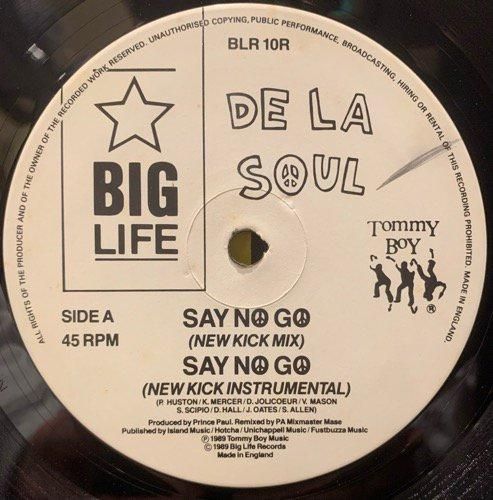 ALL RIGHTS OF THE PRODUCER AND OF THE OWNER OF THE RECORDED WORK RESERVED. UNAUTHORISED COPYING, PUBLIC PERFORMANCE, BROADCASTING, HIRING OR RENTAL OF THIS RECORDING PROHIBITED. MADE IN ENGLAND.
BLR 10R
BIG
LIFE
DE LA
SOUL
TOMMY
BOY
®
SIDE A
45 RPM
SAY NO GO
(NEW KICK MIX)
SAY NO GO
(NEW KICK INSTRUMENTAL)
(P. HUSTON/K. MERCER/D. JOLICOEUR/V. MASON
S. SCIPIO/D. HALL/J. OATES/S. ALLEN)
Produced by Prince Paul. Remixed by PA Mixmaster Mase
Published by Island Music / Hotcha/ Unichappell Music / Fustbuzza Music
℗ 1989 Tommy Boy Music
© 1989 Big Life Records
Made in England